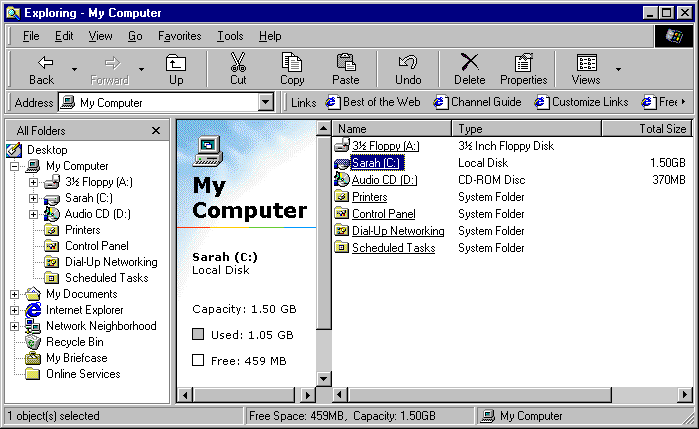 Exploring - My Computer
File Edit View Go Favorites Tools Help
Back Forward Up Cut Copy Paste Undo Delete Properties Views
Address My Computer Links Best of the Web Channel Guide Customize Links Free
All Folders
Desktop
My Computer
3½ Floppy (A:)
Sarah (C:)
Audio CD (D:)
Printers
Control Panel
Dial-Up Networking
Scheduled Tasks
My Documents
Internet Explorer
Network Neighborhood
Recycle Bin
My Briefcase
Online Services
My
Computer
Sarah (C:)
Local Disk
Capacity: 1.50 GB
Used: 1.05 GB
Free: 459 MB
Name Type Total Size
3½ Floppy (A:) 3½ Inch Floppy Disk
Sarah (C:) Local Disk 1.50GB
Audio CD (D:) CD-ROM Disc 370MB
Printers System Folder
Control Panel System Folder
Dial-Up Networking System Folder
Scheduled Tasks System Folder
1 object(s) selected Free Space: 459MB, Capacity: 1.50GB My Computer